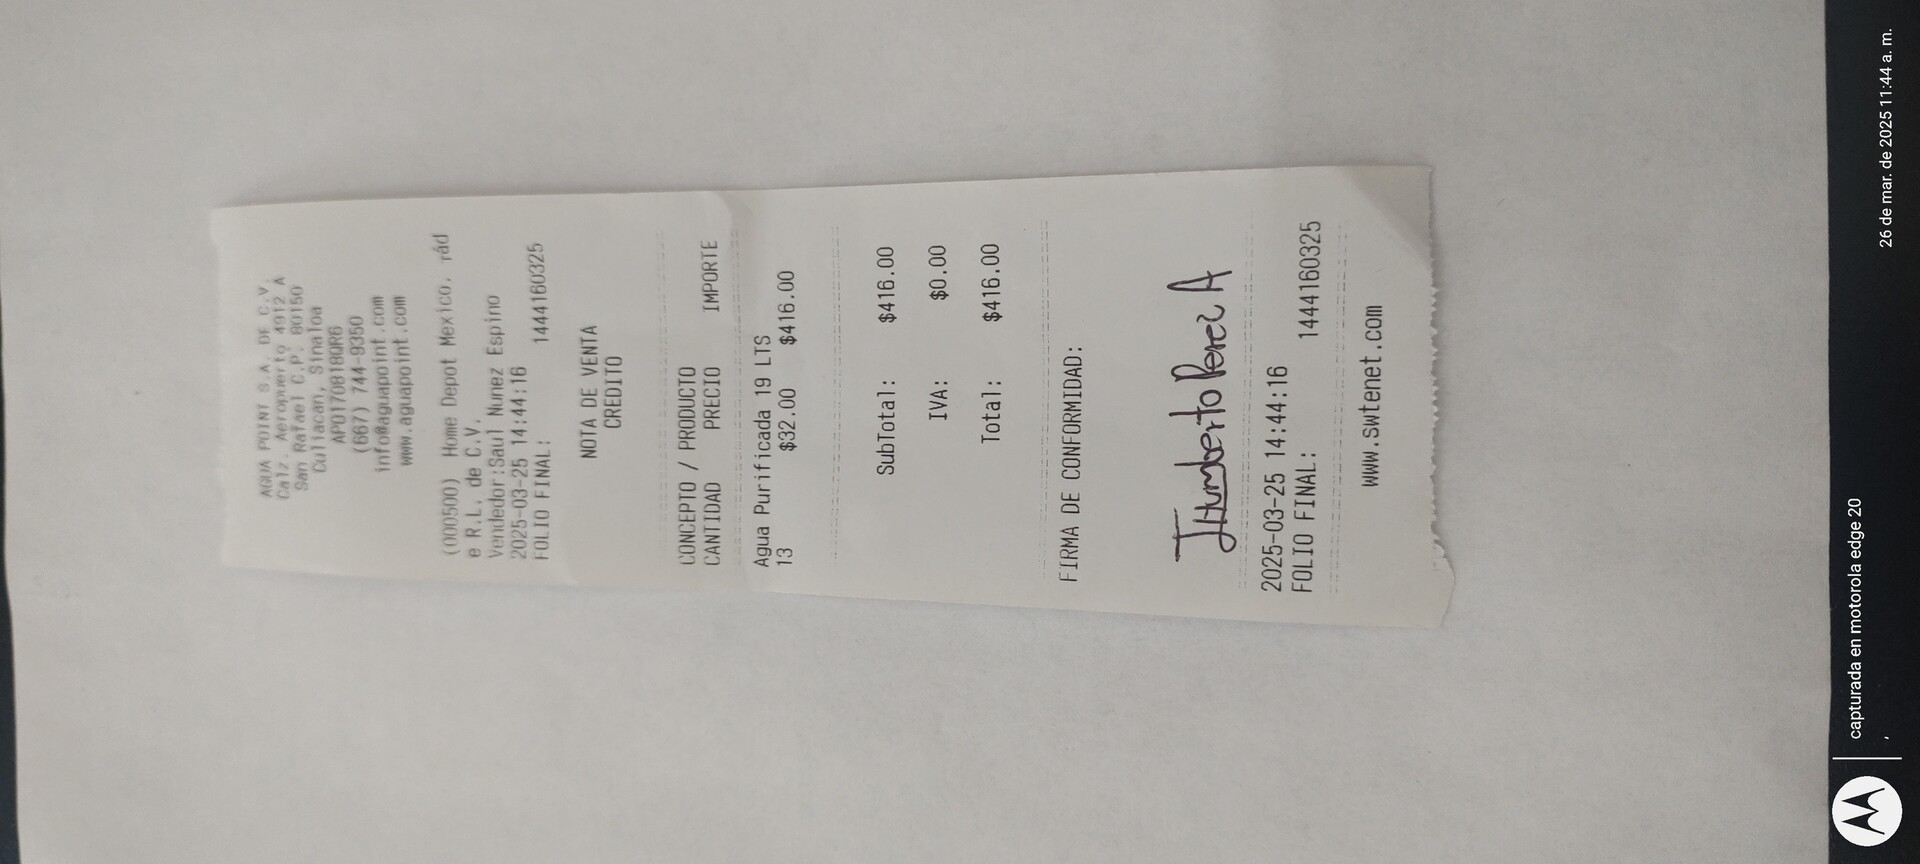 AGUA POINT S.A. DE C.V.
Calz. Aeropuerto 4912 A
San Rafael C.P. 80150
Culiacan, Sinaloa
APO170818QR6
(667) 744-9350
info@aguapoint.com
www.aguapoint.com
(000500) Home Depot Mexico, rád
e R.L. de C.V.
Vendedor:Saul Nunez Espino
2025-03-25 14:44:16
FOLIO FINAL: 1444160325
NOTA DE VENTA
CREDITO
CONCEPTO / PRODUCTO
CANTIDAD PRECIO IMPORTE
Agua Purificada 19 LTS
13 $32.00 $416.00
SubTotal: $416.00
IVA: $0.00
Total: $416.00
FIRMA DE CONFORMIDAD:
Humberto Perez A
2025-03-25 14:44:16
FOLIO FINAL: 1444160325
www.swtenet.com
capturada en motorola edge 20
,
26 de mar. de 2025 11:44 a. m.